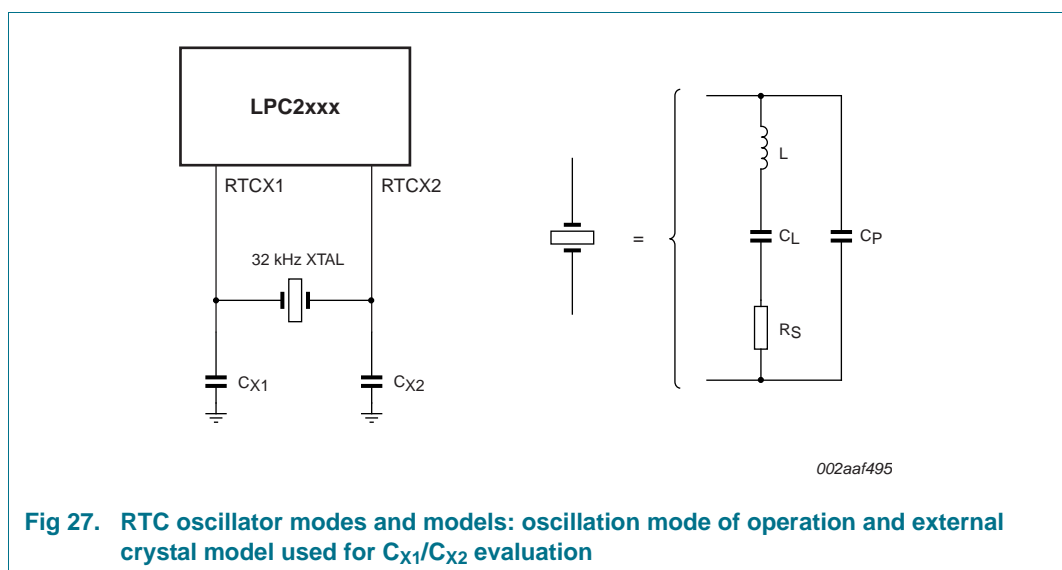 LPC2xxx
RTCX1
RTCX2
32 kHz XTAL
CX1
CX2
=
L
CL
CP
RS
002aaf495
Fig 27. RTC oscillator modes and models: oscillation mode of operation and external
crystal model used for CX1/CX2 evaluation